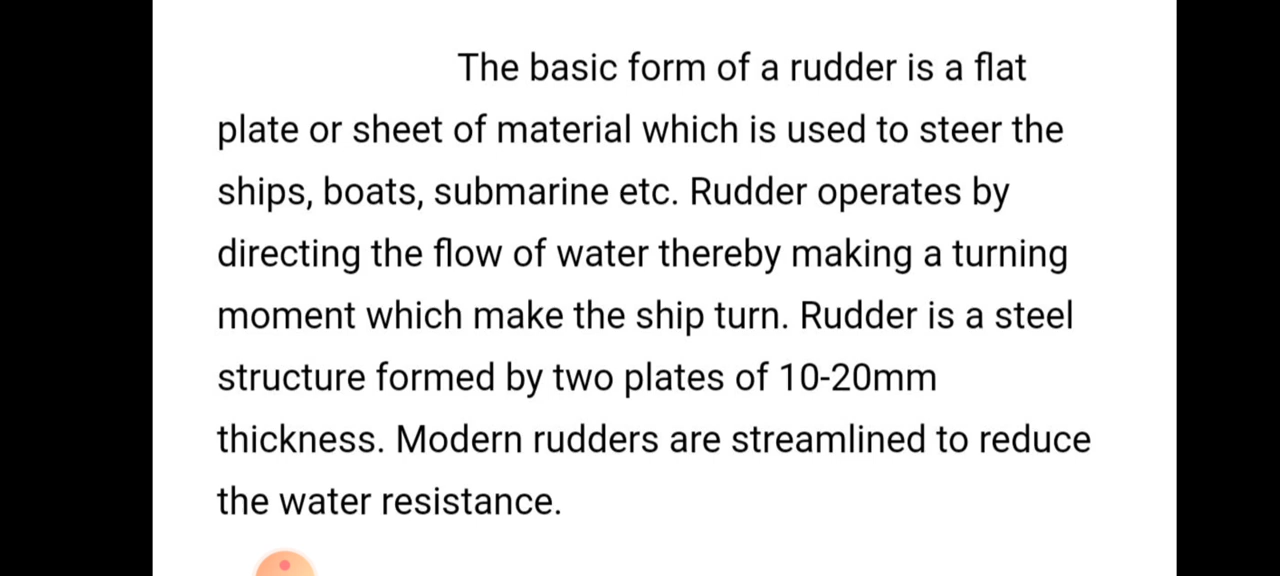 The basic form of a rudder is a flat
plate or sheet of material which is used to steer the
ships, boats, submarine etc. Rudder operates by
directing the flow of water thereby making a turning
moment which make the ship turn. Rudder is a steel
structure formed by two plates of 10-20mm
thickness. Modern rudders are streamlined to reduce
the water resistance.